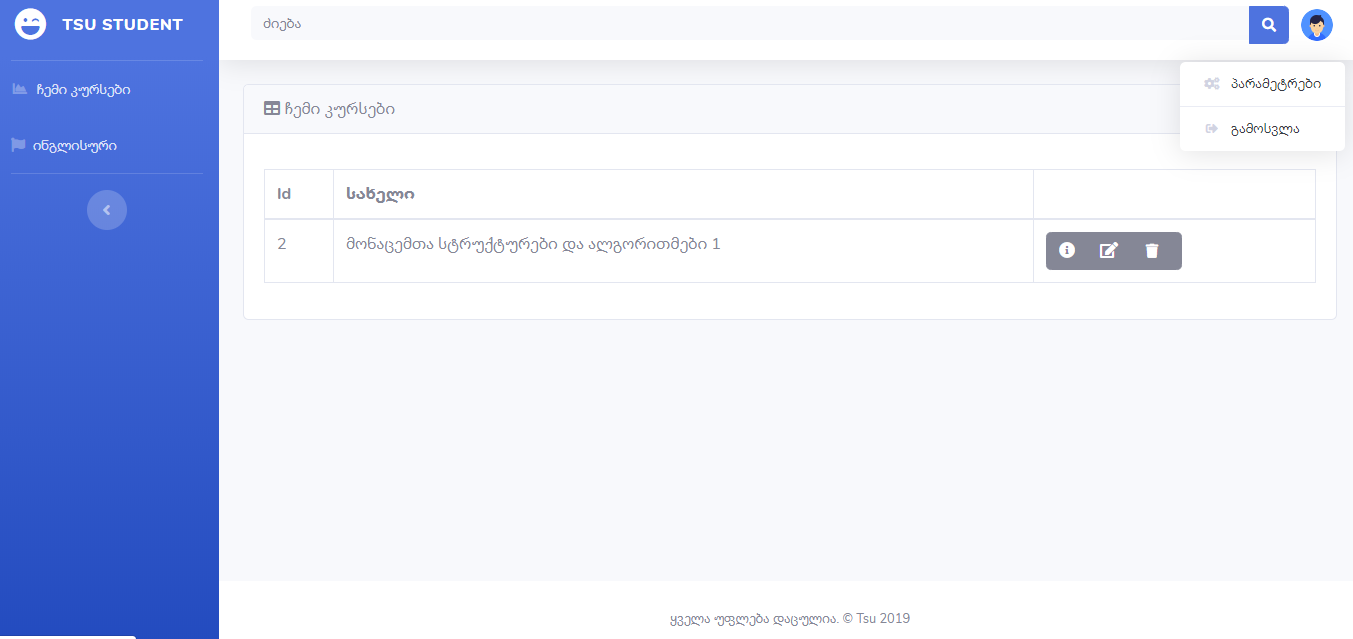 TSU STUDENT
ძიება
ჩემი კურსები
ინგლისური
პარამეტრები
გამოსვლა
ჩემი კურსები
Id სახელი
2 მონაცემთა სტრუქტურები და ალგორითმები 1
ყველა უფლება დაცულია. © Tsu 2019